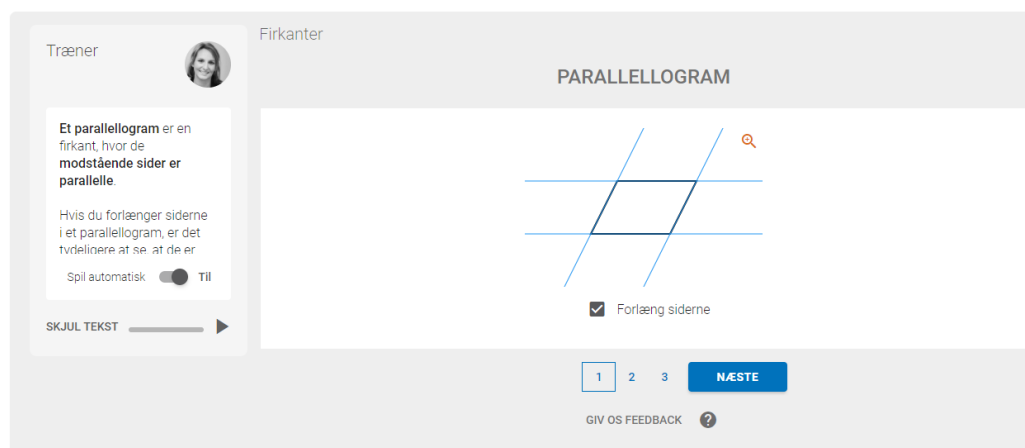 Træner
Et parallellogram er en
firkant, hvor de
modstående sider er
parallelle.
Hvis du forlænger siderne
i et parallellogram, er det
tydeligere at se, at de er
Spil automatisk Til
SKJUL TEKST
Firkanter
PARALLELLOGRAM
Forlæng siderne
1 2 3 NÆSTE
GIV OS FEEDBACK ?